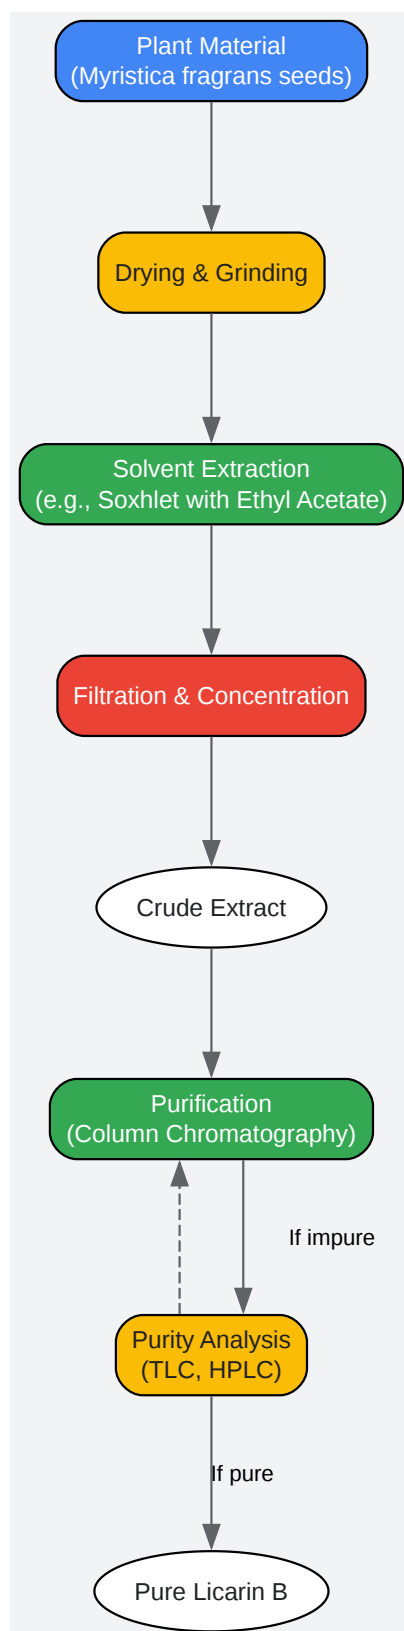 Plant Material
(Myristica fragrans seeds)
Drying & Grinding
Solvent Extraction
(e.g., Soxhlet with Ethyl Acetate)
Filtration & Concentration
Crude Extract
Purification
(Column Chromatography)
If impure
Purity Analysis
(TLC, HPLC)
If pure
Pure Licarin B